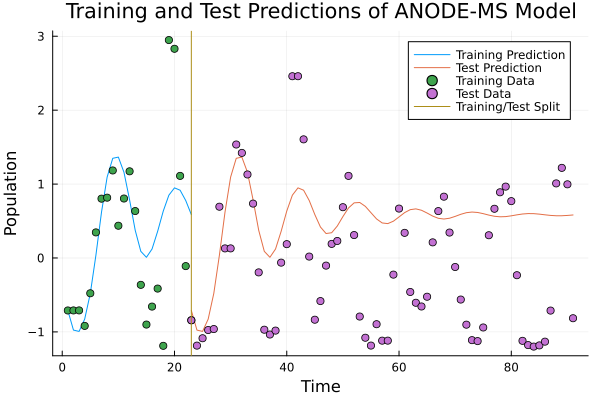 Training and Test Predictions of ANODE-MS Model
3
2
1
0
−1
Population
Training Prediction
Test Prediction
Training Data
Test Data
Training/Test Split
0
20
40
60
80
Time